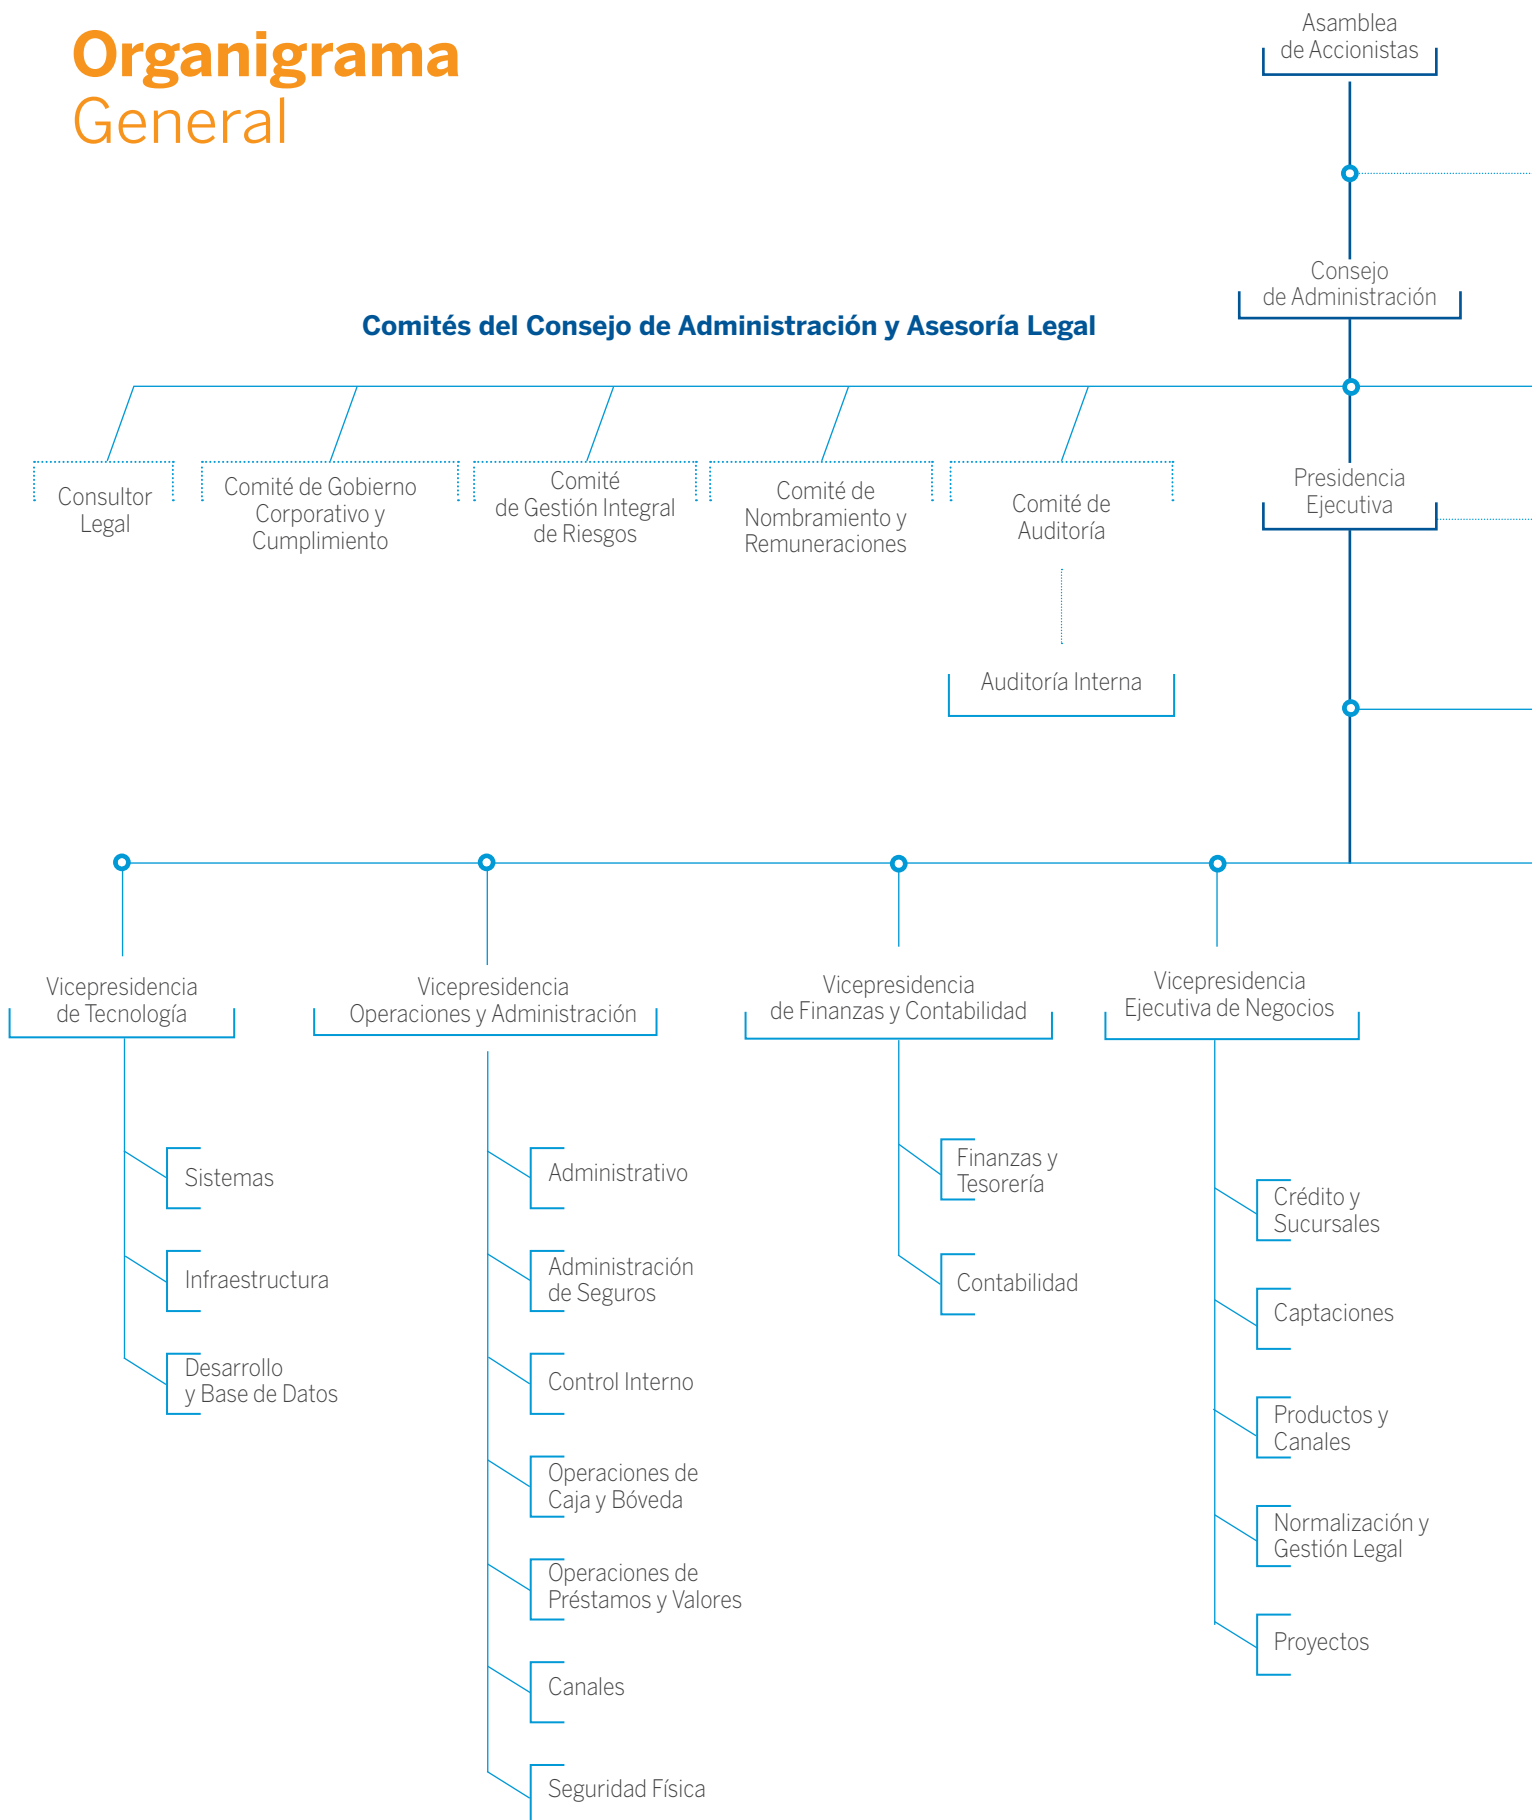 Organigrama
General
Asamblea
de Accionistas
Consejo
de Administración
Comités del Consejo de Administración y Asesoría Legal
Consultor
Legal
Comité de Gobierno
Corporativo y
Cumplimiento
Comité
de Gestión Integral
de Riesgos
Comité de
Nombramiento y
Remuneraciones
Comité de
Auditoría
Presidencia
Ejecutiva
Auditoría Interna
Vicepresidencia
de Tecnología
Sistemas
Infraestructura
Desarrollo
y Base de Datos
Vicepresidencia
Operaciones y Administración
Administrativo
Administración
de Seguros
Control Interno
Operaciones de
Caja y Bóveda
Operaciones de
Préstamos y Valores
Canales
Seguridad Física
Vicepresidencia
de Finanzas y Contabilidad
Finanzas y
Tesorería
Contabilidad
Vicepresidencia
Ejecutiva de Negocios
Crédito y
Sucursales
Captaciones
Productos y
Canales
Normalización y
Gestión Legal
Proyectos